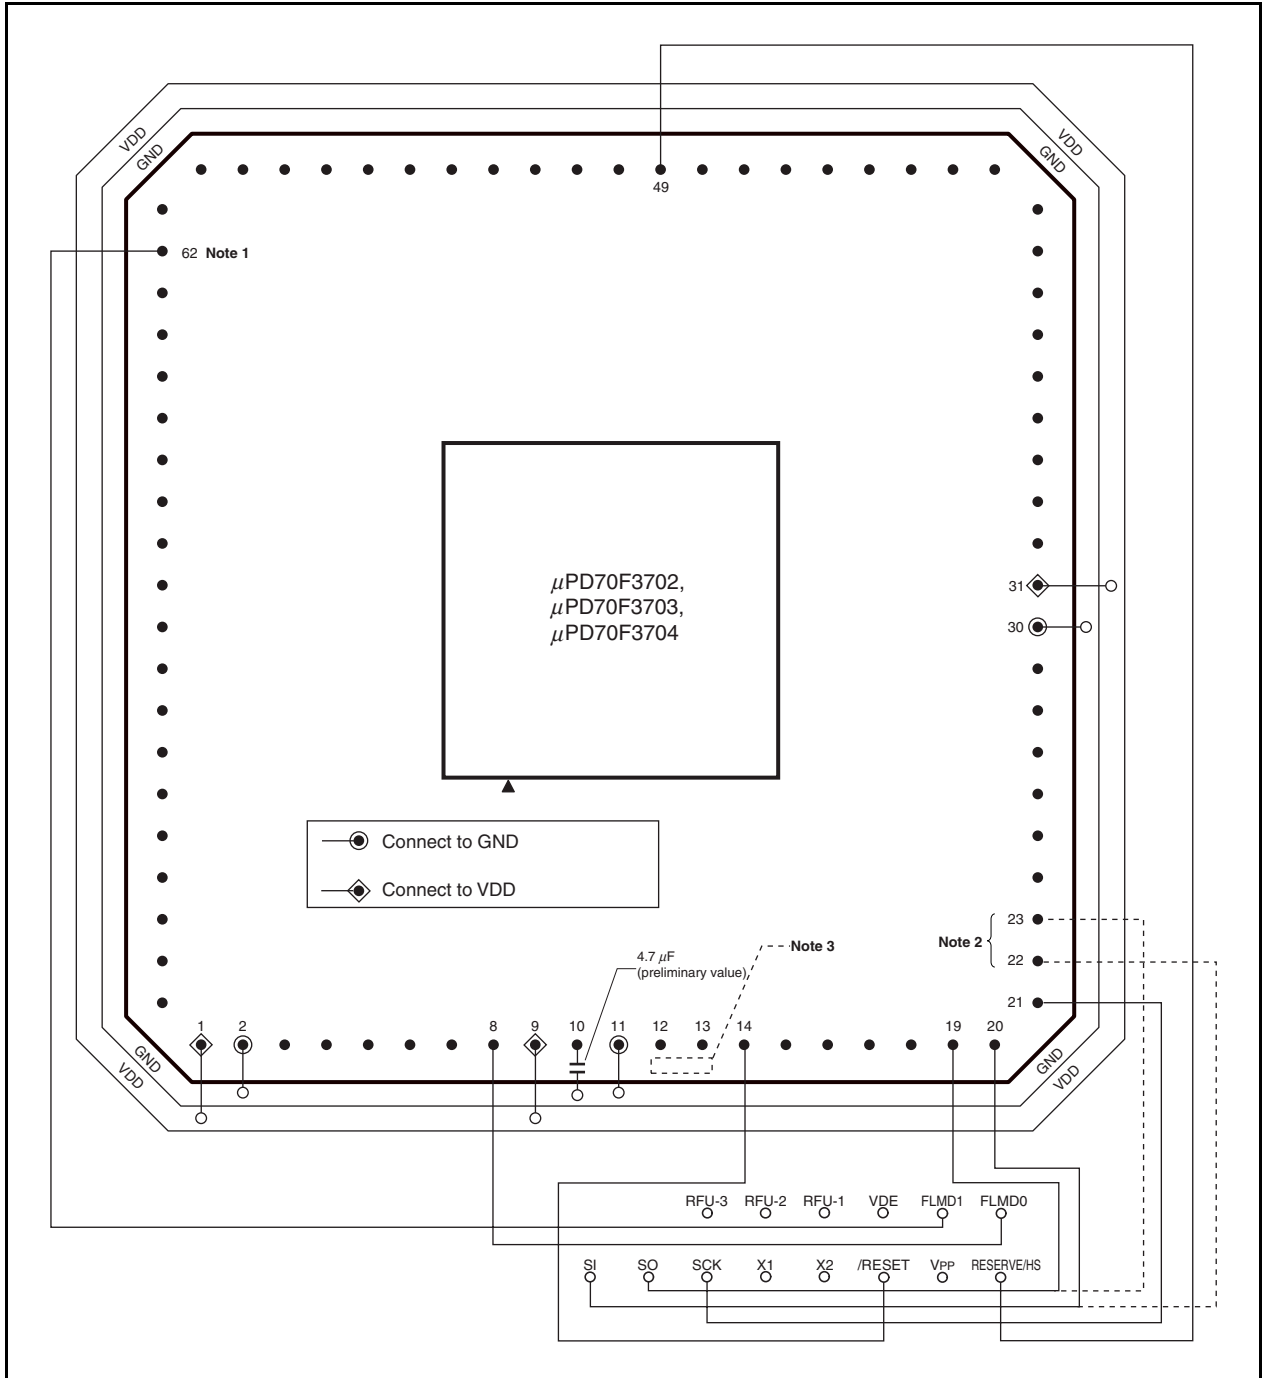 VDD
GND
VDD
GND
49
62 Note 1
μPD70F3702,
μPD70F3703,
μPD70F3704
31
30
Connect to GND
Connect to VDD
23
Note 2
22
21
4.7 μF
(preliminary value)
Note 3
1 2 8 9 10 11 12 13 14 19 20
GND
VDD
GND
VDD
RFU-3 RFU-2 RFU-1 VDE FLMD1 FLMD0
SI SO SCK X1 X2 /RESET VPP RESERVE/HS